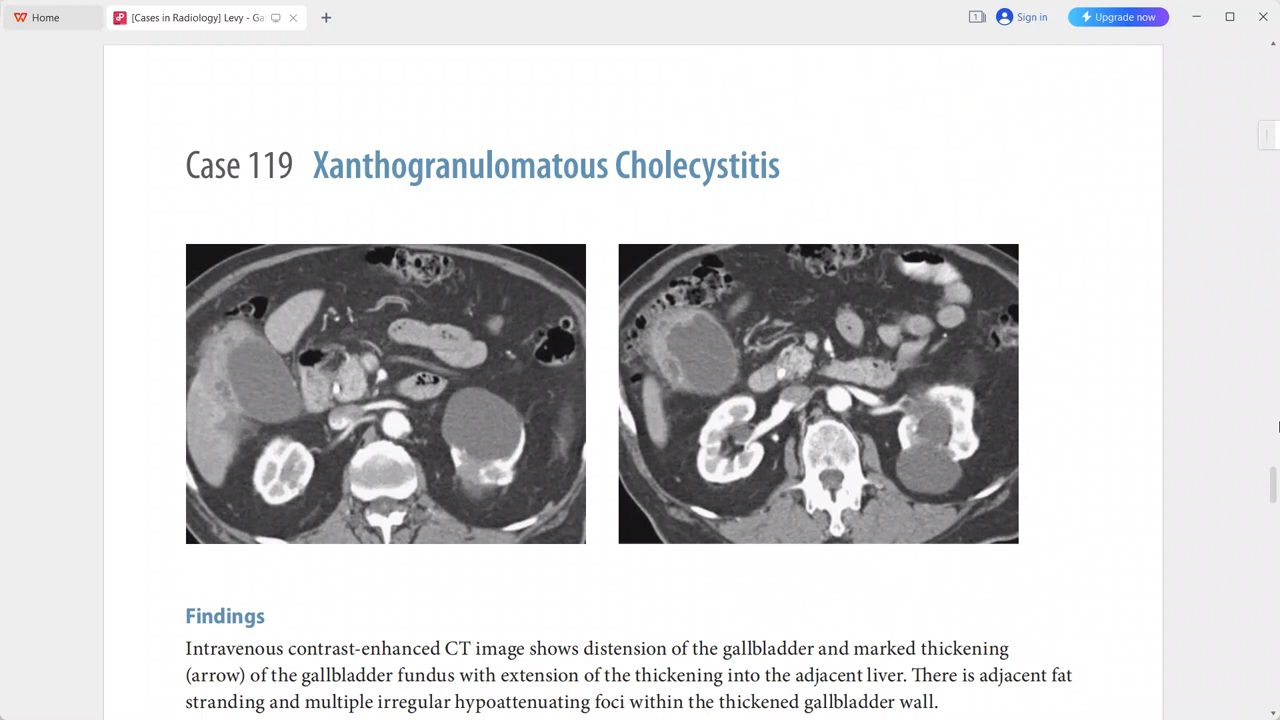 Home
[Cases in Radiology] Levy - Ga
1
Sign in
Upgrade now
Case 119 Xanthogranulomatous Cholecystitis
Findings
Intravenous contrast-enhanced CT image shows distension of the gallbladder and marked thickening
(arrow) of the gallbladder fundus with extension of the thickening into the adjacent liver. There is adjacent fat
stranding and multiple irregular hypoattenuating foci within the thickened gallbladder wall.